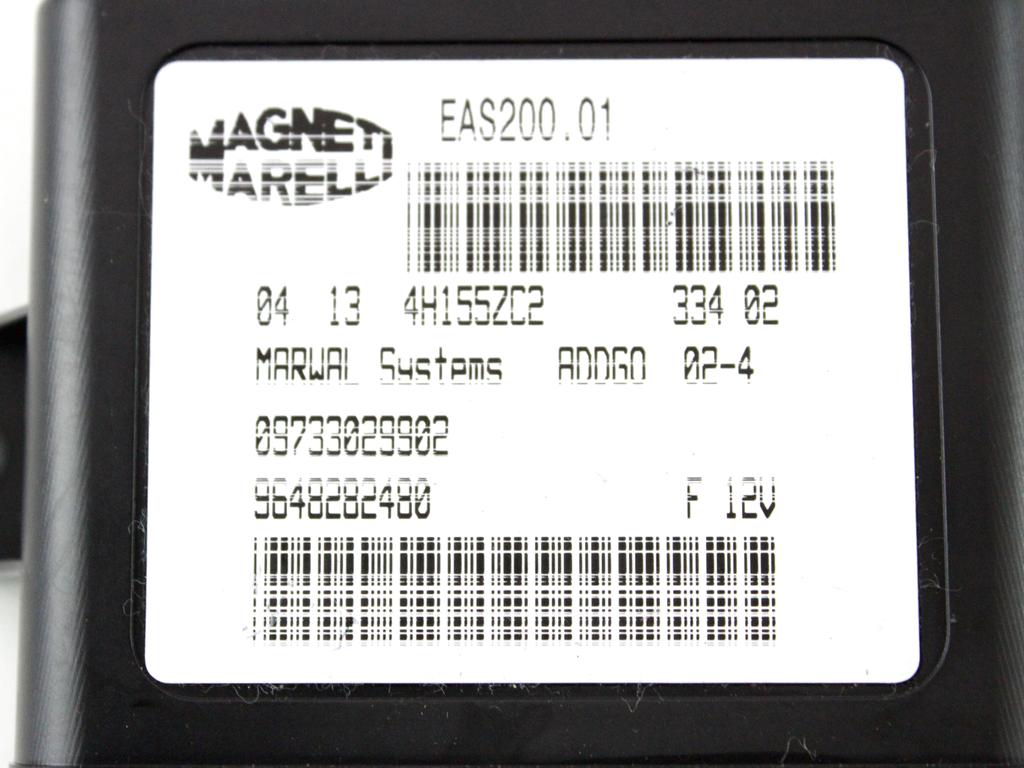 MAGNETI
MARELLI
EAS200.01
04 13 4H155ZC2 334 02
MARWAL Systems ADDGO 02-4
09733029902
9648282480 F 12V